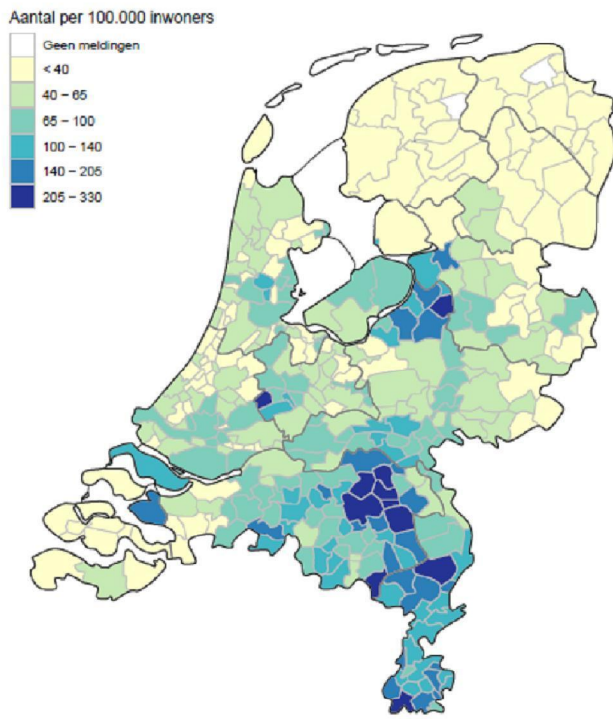 Aantal per 100.000 inwoners
Geen meldingen
< 40
40 – 65
65 – 100
100 – 140
140 – 205
205 – 330